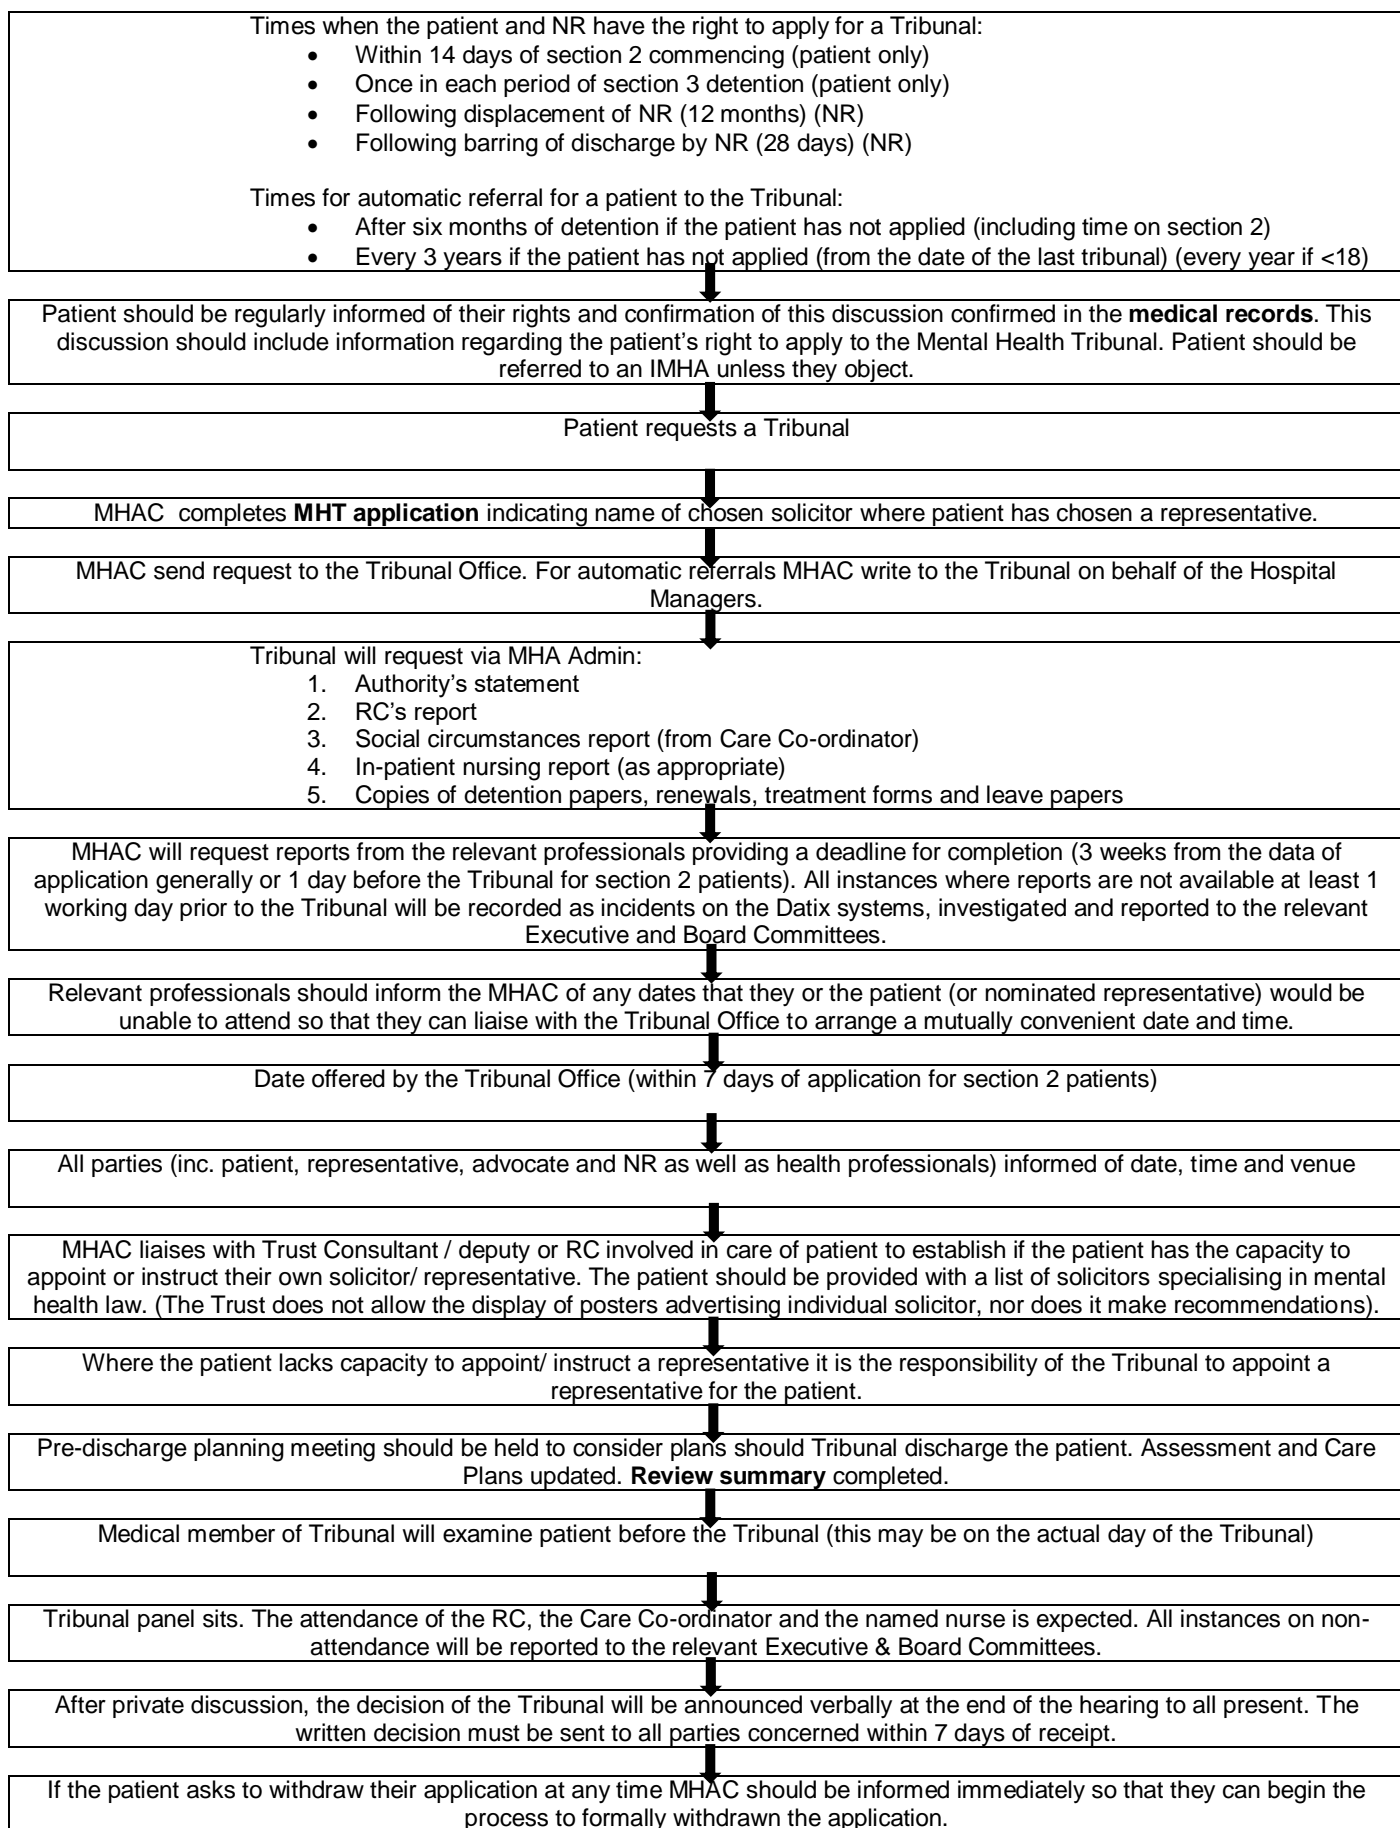 Times when the patient and NR have the right to apply for a Tribunal:
• Within 14 days of section 2 commencing (patient only)
• Once in each period of section 3 detention (patient only)
• Following displacement of NR (12 months) (NR)
• Following barring of discharge by NR (28 days) (NR)
Times for automatic referral for a patient to the Tribunal:
• After six months of detention if the patient has not applied (including time on section 2)
• Every 3 years if the patient has not applied (from the date of the last tribunal) (every year if <18)
Patient should be regularly informed of their rights and confirmation of this discussion confirmed in the medical records. This
discussion should include information regarding the patient's right to apply to the Mental Health Tribunal. Patient should be
referred to an IMHA unless they object.
Patient requests a Tribunal
MHAC completes MHT application indicating name of chosen solicitor where patient has chosen a representative.
MHAC send request to the Tribunal Office. For automatic referrals MHAC write to the Tribunal on behalf of the Hospital
Managers.
Tribunal will request via MHA Admin:
1. Authority's statement
2. RC's report
3. Social circumstances report (from Care Co-ordinator)
4. In-patient nursing report (as appropriate)
5. Copies of detention papers, renewals, treatment forms and leave papers
MHAC will request reports from the relevant professionals providing a deadline for completion (3 weeks from the data of
application generally or 1 day before the Tribunal for section 2 patients). All instances where reports are not available at least 1
working day prior to the Tribunal will be recorded as incidents on the Datix systems, investigated and reported to the relevant
Executive and Board Committees.
Relevant professionals should inform the MHAC of any dates that they or the patient (or nominated representative) would be
unable to attend so that they can liaise with the Tribunal Office to arrange a mutually convenient date and time.
Date offered by the Tribunal Office (within 7 days of application for section 2 patients)
All parties (inc. patient, representative, advocate and NR as well as health professionals) informed of date, time and venue
MHAC liaises with Trust Consultant / deputy or RC involved in care of patient to establish if the patient has the capacity to
appoint or instruct their own solicitor/ representative. The patient should be provided with a list of solicitors specialising in mental
health law. (The Trust does not allow the display of posters advertising individual solicitor, nor does it make recommendations).
Where the patient lacks capacity to appoint/ instruct a representative it is the responsibility of the Tribunal to appoint a
representative for the patient.
Pre-discharge planning meeting should be held to consider plans should Tribunal discharge the patient. Assessment and Care
Plans updated. Review summary completed.
Medical member of Tribunal will examine patient before the Tribunal (this may be on the actual day of the Tribunal)
Tribunal panel sits. The attendance of the RC, the Care Co-ordinator and the named nurse is expected. All instances on non-
attendance will be reported to the relevant Executive & Board Committees.
After private discussion, the decision of the Tribunal will be announced verbally at the end of the hearing to all present. The
written decision must be sent to all parties concerned within 7 days of receipt.
If the patient asks to withdraw their application at any time MHAC should be informed immediately so that they can begin the
process to formally withdrawn the application.